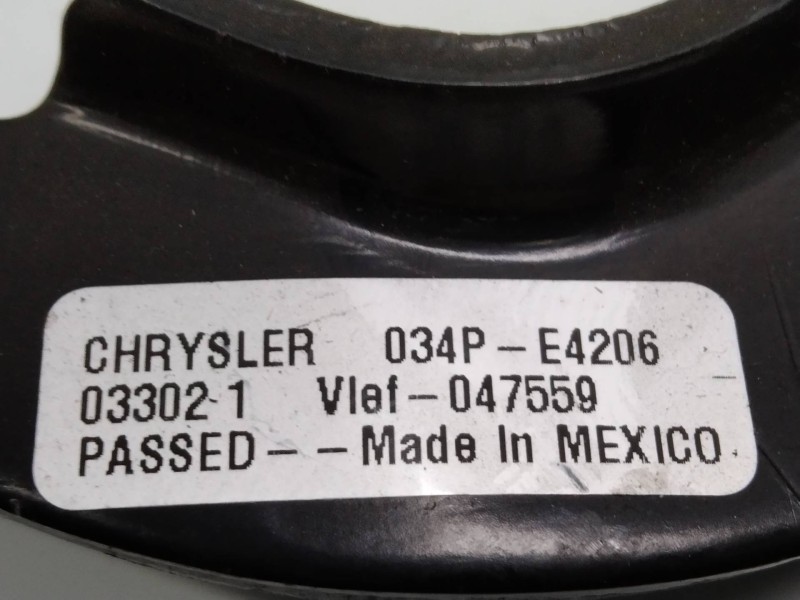 CHRYSLER 034P-E4206
03302-1 Vlef-047559
PASSED--Made In MEXICO